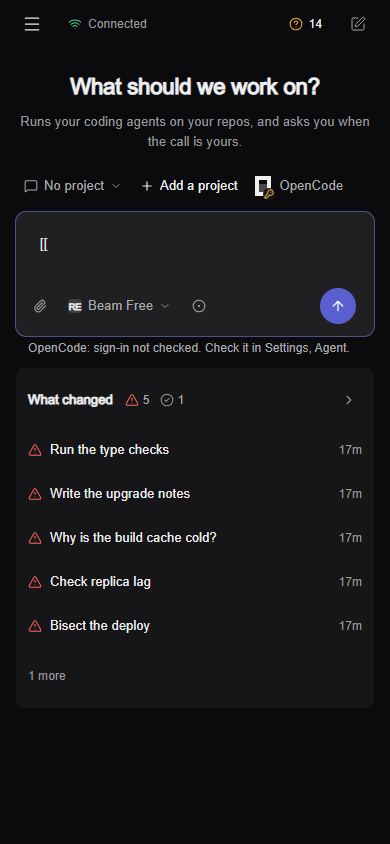 Connected
14
What should we work on?
Runs your coding agents on your repos, and asks you when
the call is yours.
No project
Add a project
OpenCode
[[
RE Beam Free
OpenCode: sign-in not checked. Check it in Settings, Agent.
What changed 5 1
Run the type checks 17m
Write the upgrade notes 17m
Why is the build cache cold? 17m
Check replica lag 17m
Bisect the deploy 17m
1 more